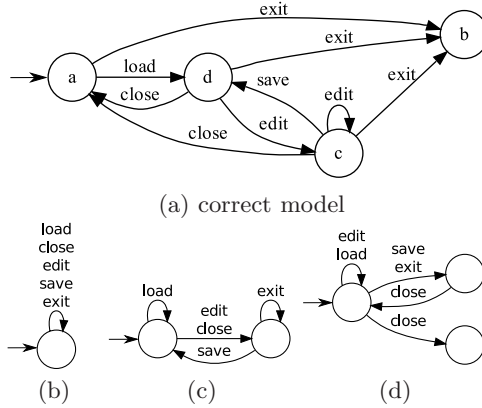 exit
b
exit
a
load
d
close
save
edit
exit
edit
close
c
(a) correct model
load
close
edit
save
exit
load
edit
close
save
exit
edit
load
save
exit
close
close
(b)
(c)
(d)